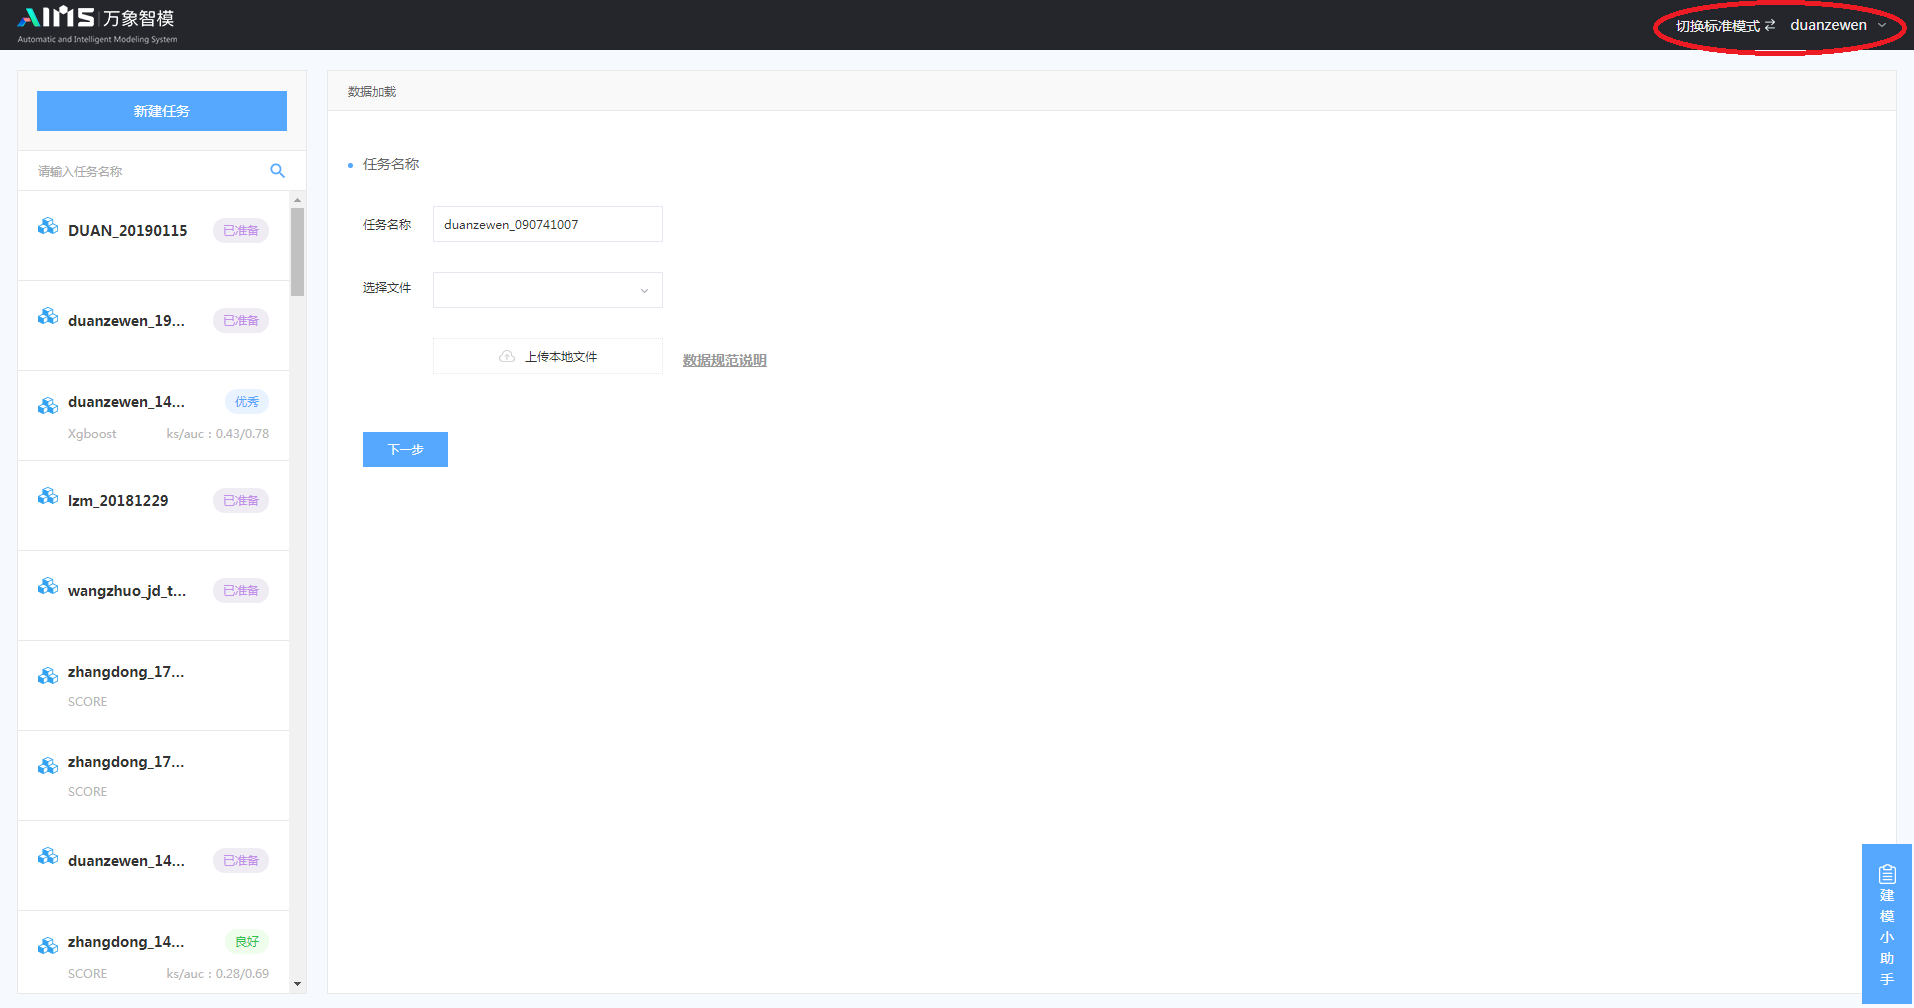 AIMS 万象智模
Automatic and Intelligent Modeling System
切换标准模式 duanzewen
新建任务
请输入任务名称
DUAN_20190115 已准备
duanzewen_19... 已准备
duanzewen_14... 优秀
Xgboost ks/auc : 0.43/0.78
lzm_20181229 已准备
wangzhuo_jd_t... 已准备
zhangdong_17...
SCORE
zhangdong_17...
SCORE
duanzewen_14... 已准备
zhangdong_14... 良好
SCORE ks/auc : 0.28/0.69
数据加载
任务名称
任务名称 duanzewen_090741007
选择文件
上传本地文件 数据规范说明
下一步
建模小助手